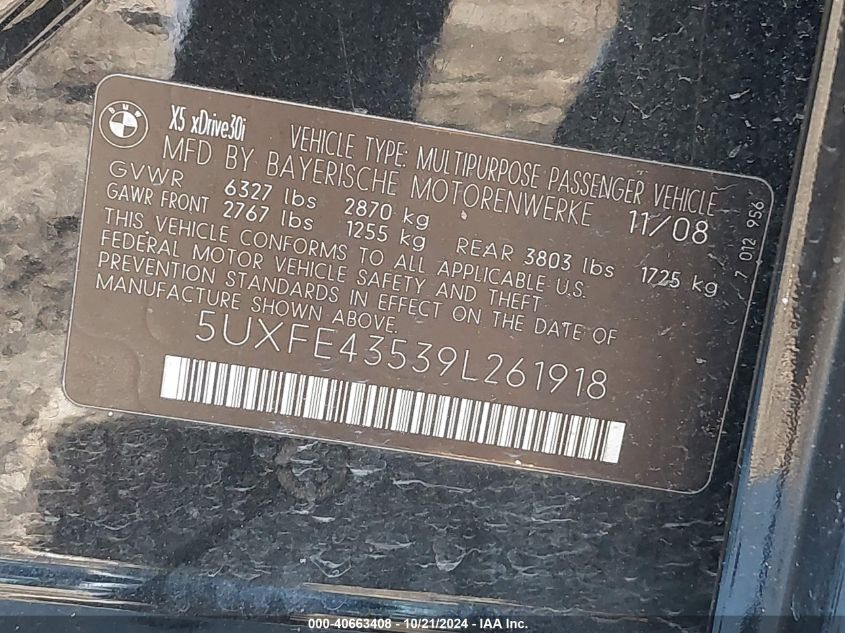 BMW
X5 xDrive30i
VEHICLE TYPE: MULTIPURPOSE PASSENGER VEHICLE
MFD BY BAYERISCHE MOTORENWERKE 11/08
GVWR 6327 lbs 2870 kg
GAWR FRONT 2767 lbs 1255 kg REAR 3803 lbs 1725 kg
THIS VEHICLE CONFORMS TO ALL APPLICABLE U.S.
FEDERAL MOTOR VEHICLE SAFETY AND THEFT
PREVENTION STANDARDS IN EFFECT ON THE DATE OF
MANUFACTURE SHOWN ABOVE.
5UXFE43539L261918
7 012 956
000-40663408 - 10/21/2024 - IAA Inc.